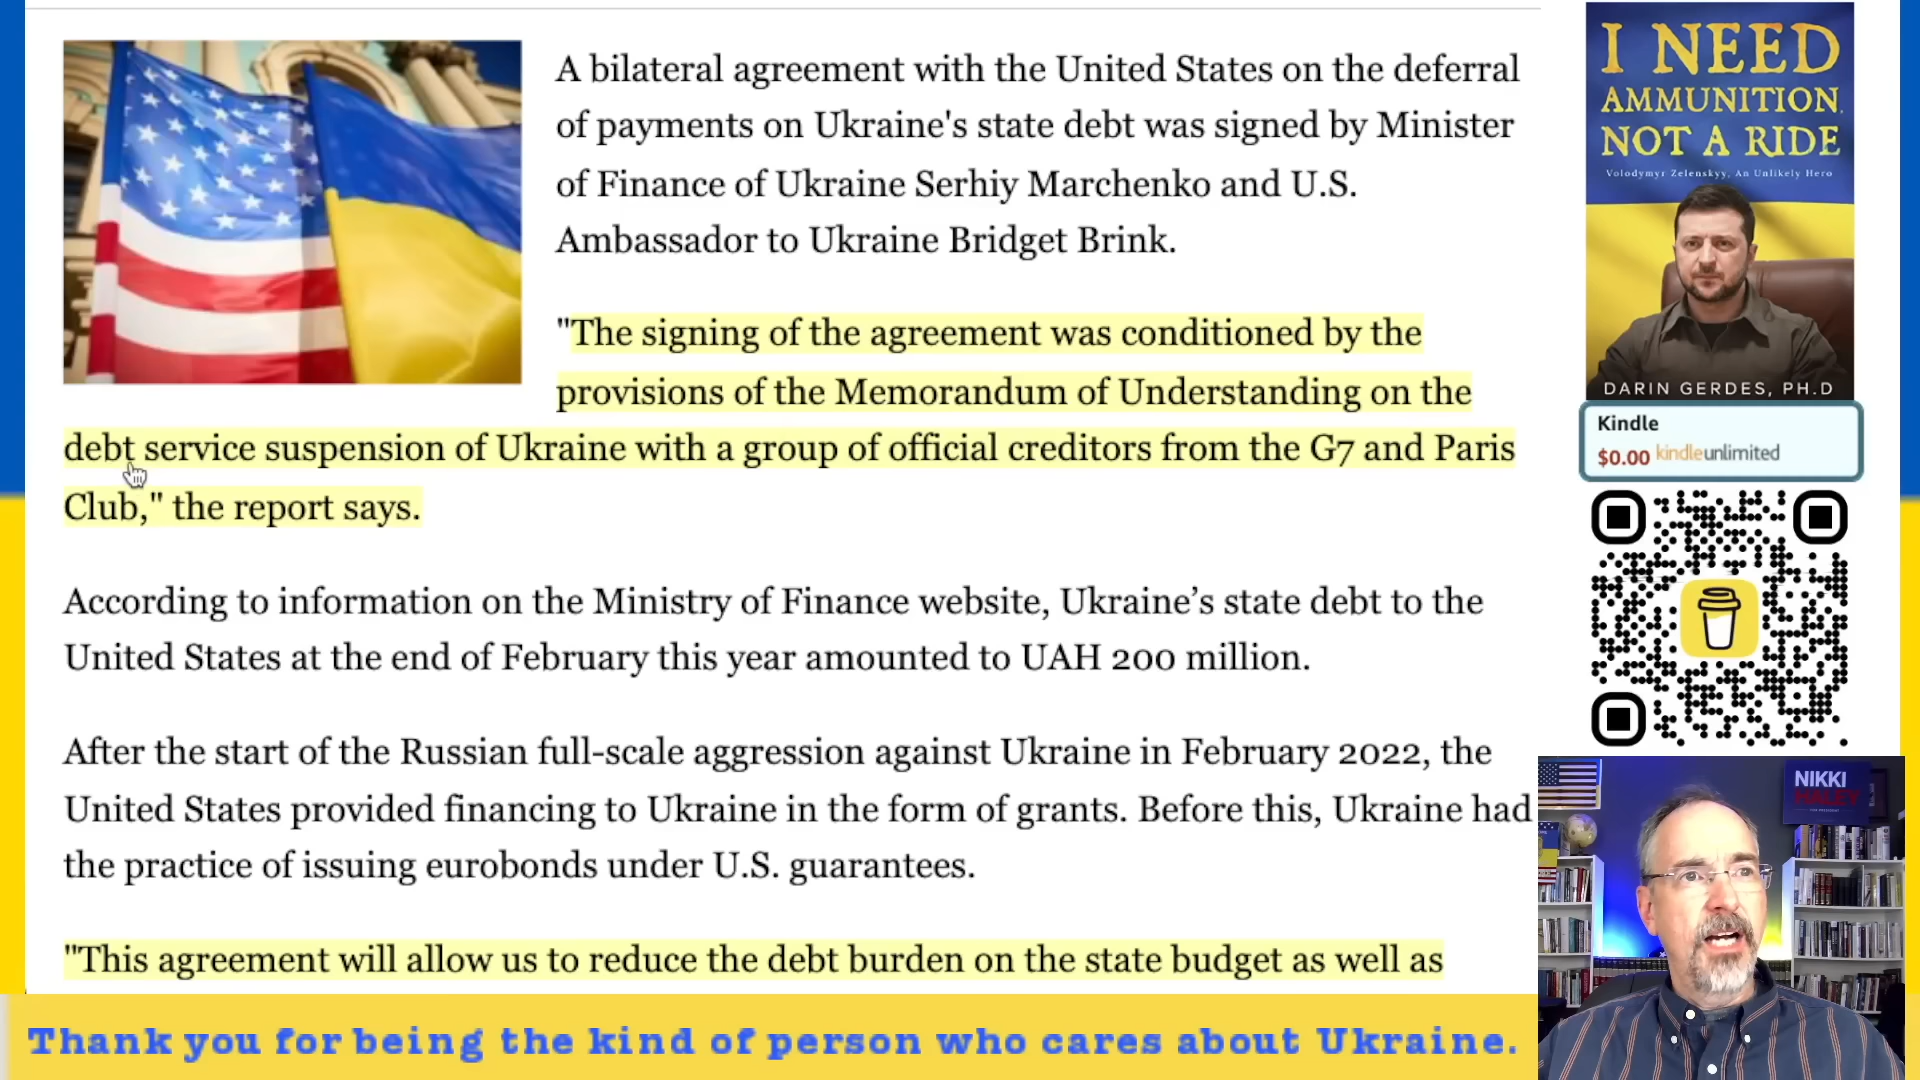 A bilateral agreement with the United States on the deferral
of payments on Ukraine's state debt was signed by Minister
of Finance of Ukraine Serhiy Marchenko and U.S.
Ambassador to Ukraine Bridget Brink.
"The signing of the agreement was conditioned by the
provisions of the Memorandum of Understanding on the
debt service suspension of Ukraine with a group of official creditors from the G7 and Paris
Club," the report says.
According to information on the Ministry of Finance website, Ukraine’s state debt to the
United States at the end of February this year amounted to UAH 200 million.
After the start of the Russian full-scale aggression against Ukraine in February 2022, the
United States provided financing to Ukraine in the form of grants. Before this, Ukraine had
the practice of issuing eurobonds under U.S. guarantees.
"This agreement will allow us to reduce the debt burden on the state budget as well as
I NEED
AMMUNITION,
NOT A RIDE
Volodymyr Zelenskyy, An Unlikely Hero
DARIN GERDES, PH.D
Kindle
$0.00 kindleunlimited
NIKKI
HALEY
Thank you for being the kind of person who cares about Ukraine.